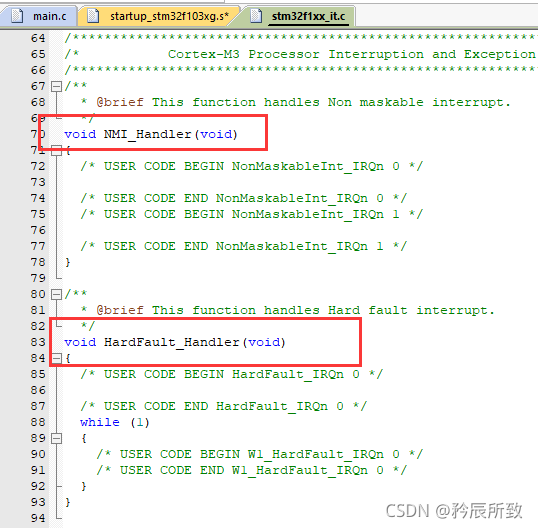 main.c startup_stm32f103xg.s* stm32f1xx_it.c
64 /******************************************************************
65 /* Cortex-M3 Processor Interruption and Exception
66 /******************************************************************
67 /**
68 * @brief This function handles Non maskable interrupt.
69 */
70 void NMI_Handler(void)
71 {
72 /* USER CODE BEGIN NonMaskableInt_IRQn 0 */
73
74 /* USER CODE END NonMaskableInt_IRQn 0 */
75 /* USER CODE BEGIN NonMaskableInt_IRQn 1 */
76
77 /* USER CODE END NonMaskableInt_IRQn 1 */
78 }
79
80 /**
81 * @brief This function handles Hard fault interrupt.
82 */
83 void HardFault_Handler(void)
84 {
85 /* USER CODE BEGIN HardFault_IRQn 0 */
86
87 /* USER CODE END HardFault_IRQn 0 */
88 while (1)
89 {
90 /* USER CODE BEGIN W1_HardFault_IRQn 0 */
91 /* USER CODE END W1_HardFault_IRQn 0 */
92 }
93 }
94
CSDN @矜辰所致